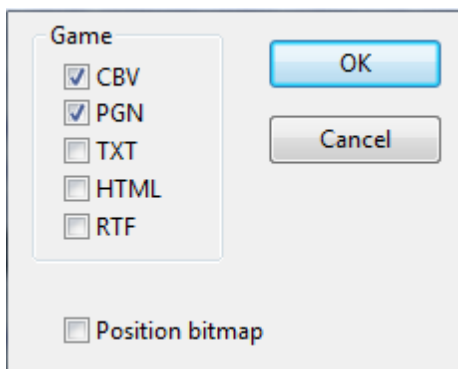 Game
CBV
PGN
TXT
HTML
RTF
OK
Cancel
Position bitmap